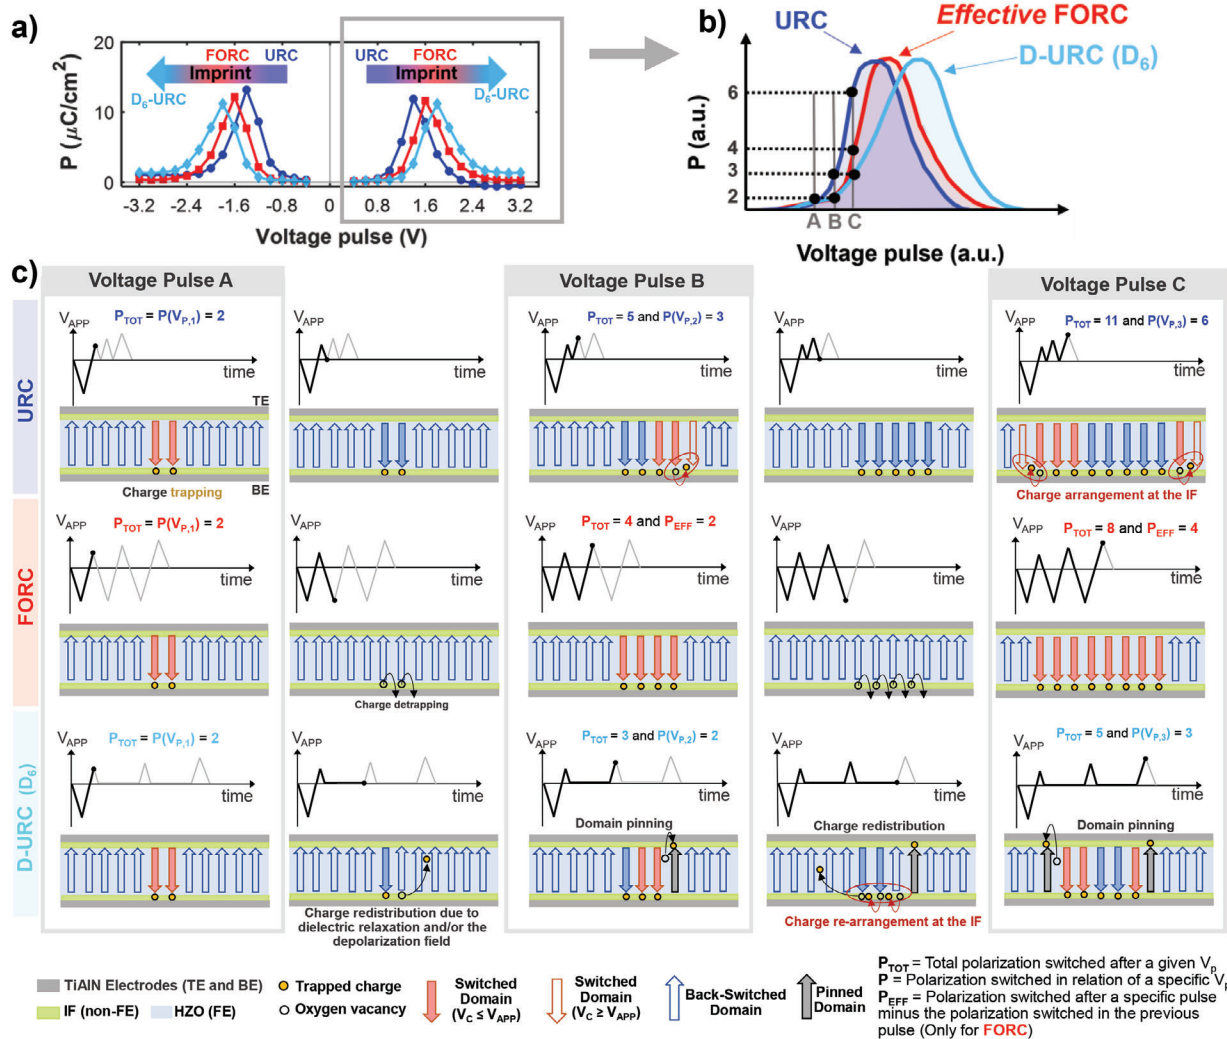 a)
20
10
0
P (μC/cm²)
FORC
URC
Imprint
D6-URC
URC
FORC
Imprint
D6-URC
-3.2 -2.4 -1.6 -0.8 0 0.8 1.6 2.4 3.2
Voltage pulse (V)
b)
URC
Effective FORC
D-URC (D6)
P (a.u.)
6
4
3
2
A B C
Voltage pulse (a.u.)
c)
Voltage Pulse A
Voltage Pulse B
Voltage Pulse C
URC
VAPP
PTOT = P(VP,1) = 2
time
TE
Charge trapping
BE
VAPP
time
VAPP
PTOT = 5 and P(VP,2) = 3
time
VAPP
time
VAPP
PTOT = 11 and P(VP,3) = 6
time
Charge arrangement at the IF
FORC
VAPP
PTOT = P(VP,1) = 2
time
VAPP
time
Charge detrapping
VAPP
PTOT = 4 and PEFF = 2
time
VAPP
time
VAPP
PTOT = 8 and PEFF = 4
time
D-URC (D6)
VAPP
PTOT = P(VP,1) = 2
time
VAPP
time
Charge redistribution due to
dielectric relaxation and/or the
depolarization field
VAPP
PTOT = 3 and P(VP,2) = 2
time
Domain pinning
VAPP
time
Charge redistribution
Charge re-arrangement at the IF
VAPP
PTOT = 5 and P(VP,3) = 3
time
Domain pinning
TiAlN Electrodes (TE and BE)
IF (non-FE)
HZO (FE)
Trapped charge
Oxygen vacancy
Switched
Domain
(VC ≤ VAPP)
Switched
Domain
(VC ≥ VAPP)
Back-Switched
Domain
Pinned
Domain
PTOT = Total polarization switched after a given Vp
P = Polarization switched in relation of a specific Vp
PEFF = Polarization switched after a specific pulse
minus the polarization switched in the previous
pulse (Only for FORC)